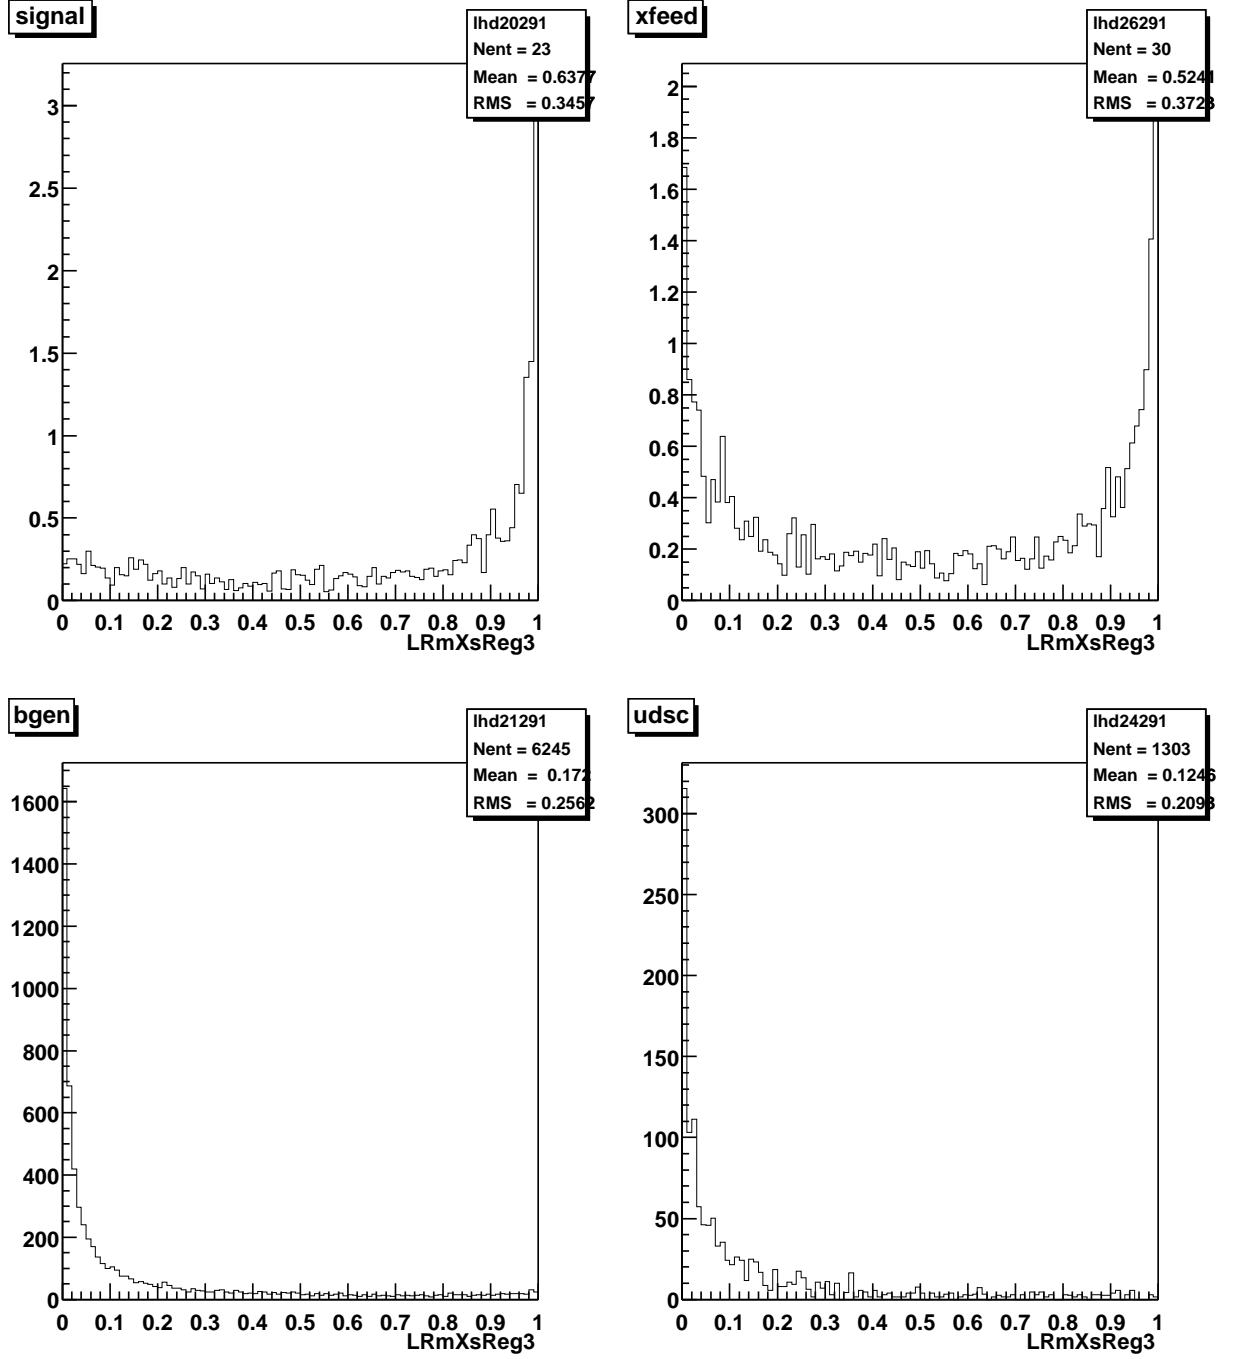 signal
lhd20291
Nent = 23
Mean = 0.6377
RMS = 0.3457
3
2.5
2
1.5
1
0.5
0
0 0.1 0.2 0.3 0.4 0.5 0.6 0.7 0.8 0.9 1
LRmXsReg3
xfeed
lhd26291
Nent = 30
Mean = 0.5241
RMS = 0.3723
2
1.8
1.6
1.4
1.2
1
0.8
0.6
0.4
0.2
0
0 0.1 0.2 0.3 0.4 0.5 0.6 0.7 0.8 0.9 1
LRmXsReg3
bgen
lhd21291
Nent = 6245
Mean = 0.172
RMS = 0.2562
1600
1400
1200
1000
800
600
400
200
0
0 0.1 0.2 0.3 0.4 0.5 0.6 0.7 0.8 0.9 1
LRmXsReg3
udsc
lhd24291
Nent = 1303
Mean = 0.1246
RMS = 0.2093
300
250
200
150
100
50
0
0 0.1 0.2 0.3 0.4 0.5 0.6 0.7 0.8 0.9 1
LRmXsReg3